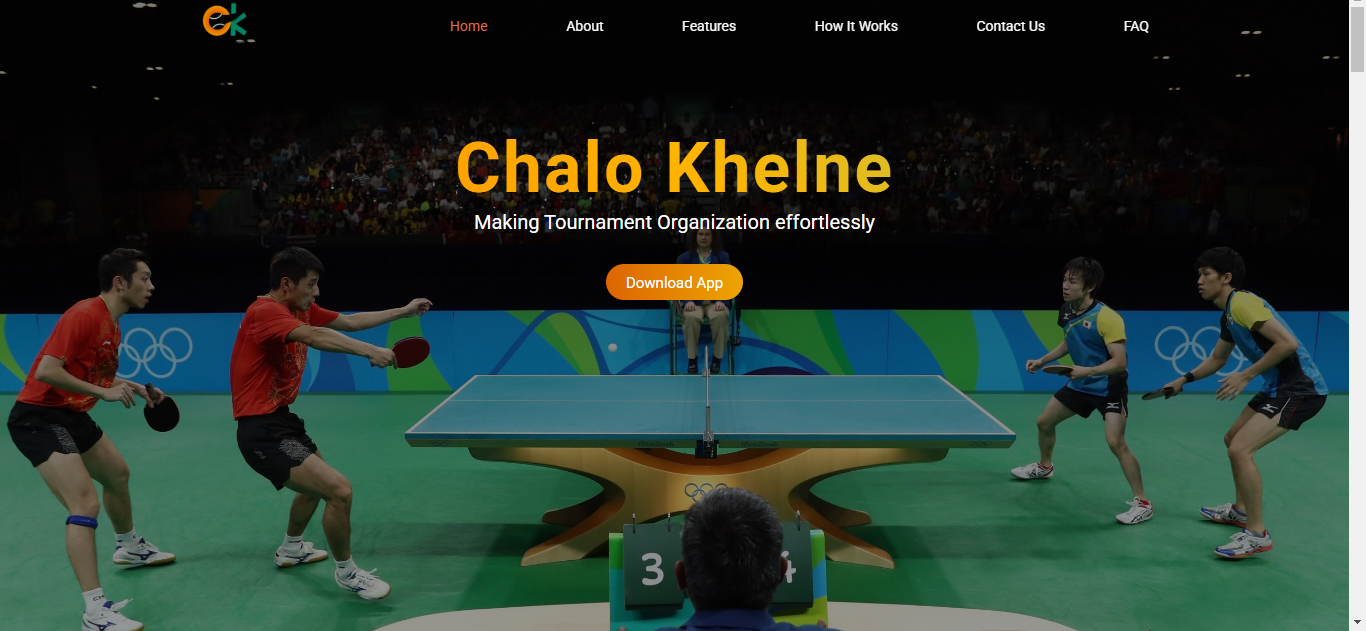 CK
Home About Features How It Works Contact Us FAQ
Chalo Khelne
Making Tournament Organization effortlessly
Download App
3 4